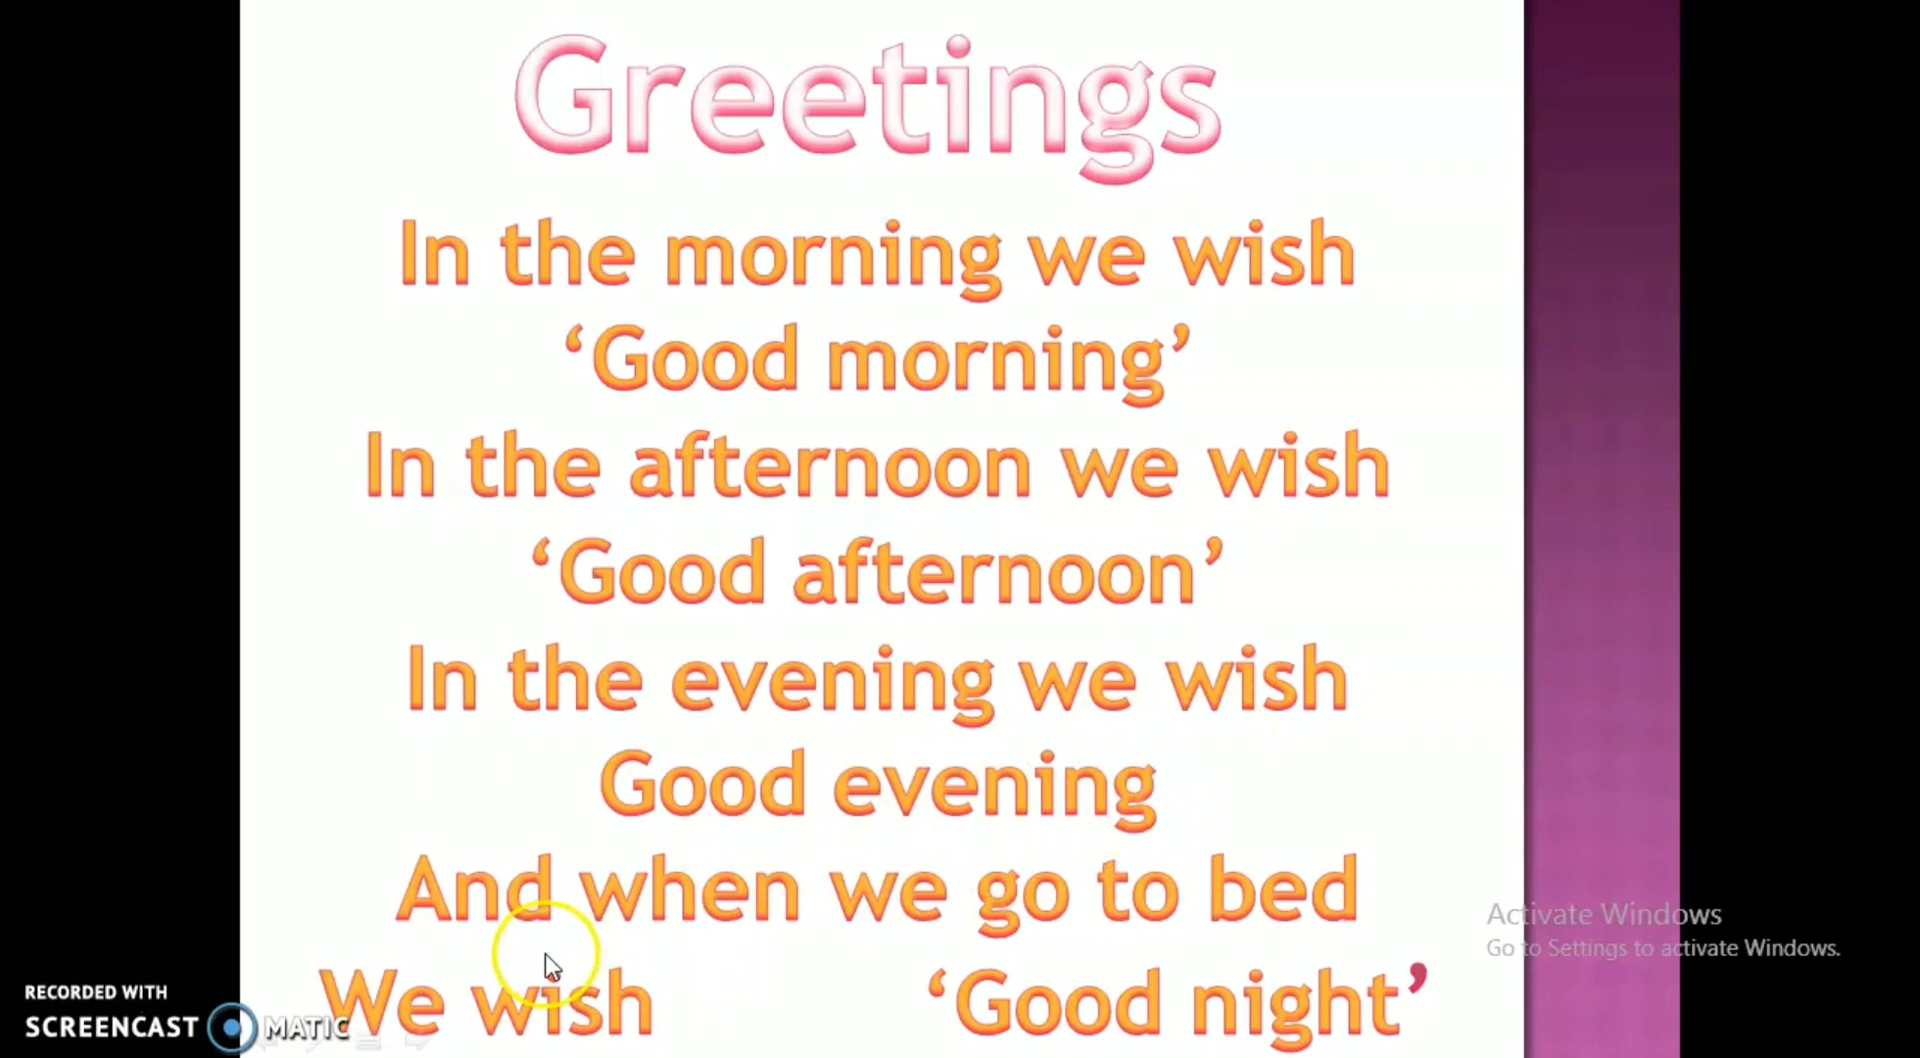 Greetings
In the morning we wish
‘Good morning’
In the afternoon we wish
‘Good afternoon’
In the evening we wish
Good evening
And when we go to bed
We wish ‘Good night’
Activate Windows
Go to Settings to activate Windows.
RECORDED WITH
SCREENCAST MATIC